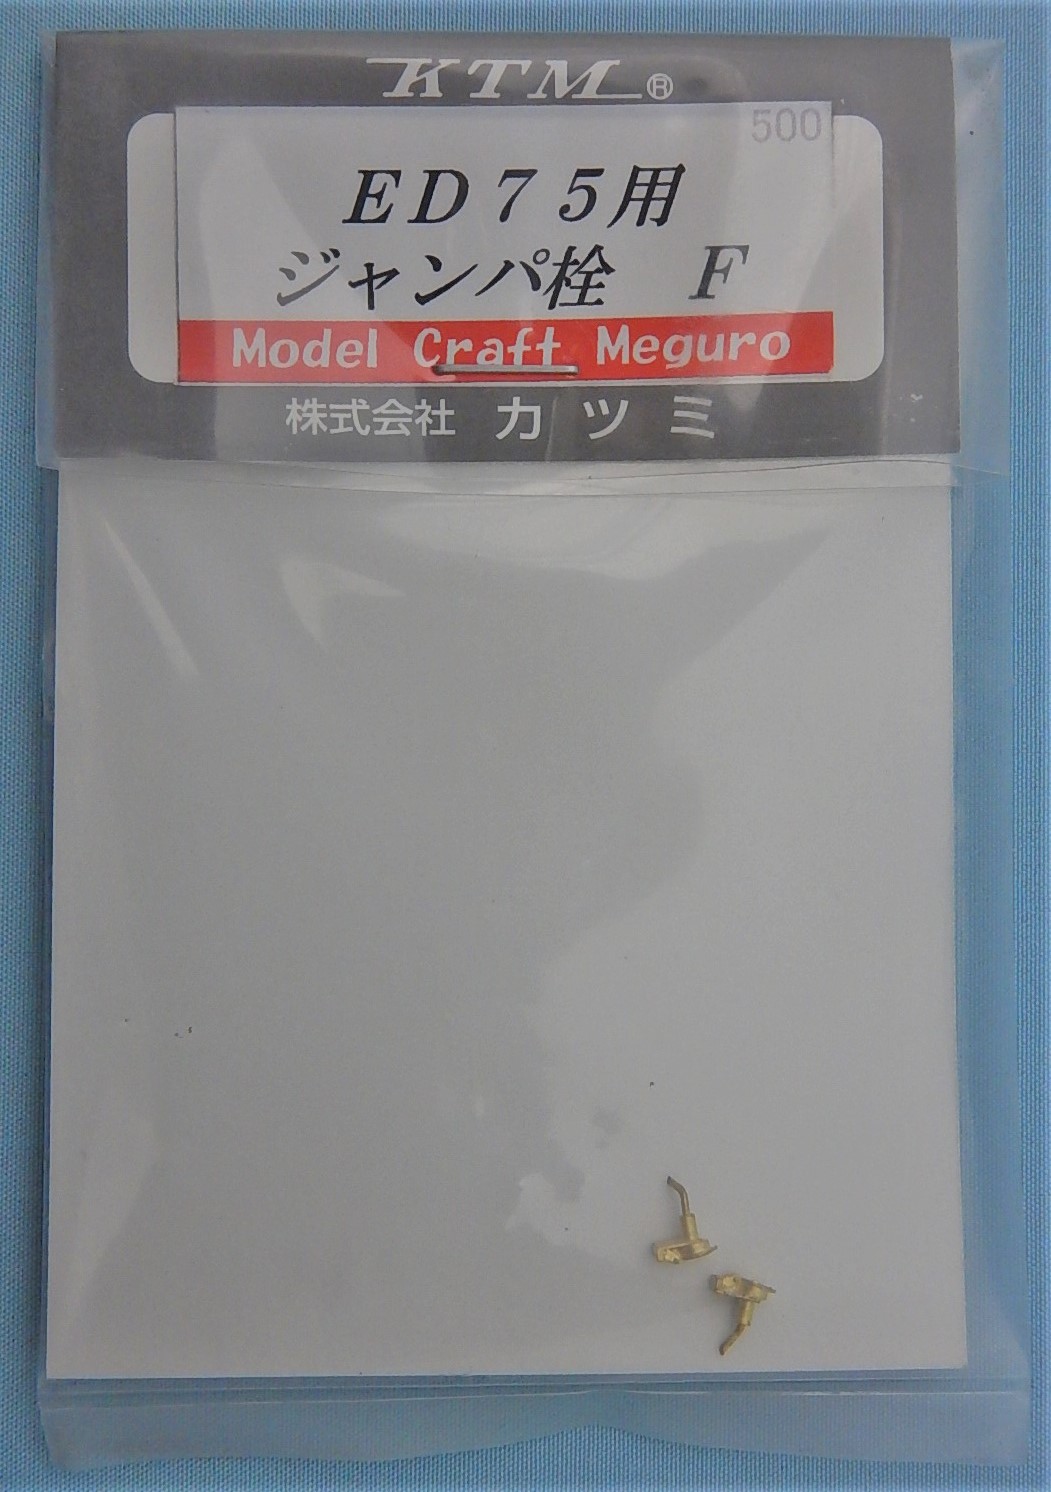 KTM®
500
ED75用
ジャンパ栓 F
Model Craft Meguro
株式会社 カツミ